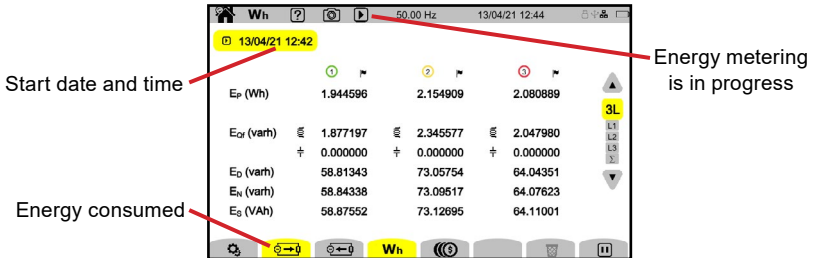 Wh ? 50.00 Hz 13/04/21 12:44
13/04/21 12:42
Start date and time
Energy metering
is in progress
1 2 3
EP (Wh) 1.944596 2.154909 2.080889
3L
EQf (varh) 1.877197 2.345577 2.047980
L1
L2
0.000000 0.000000 0.000000
L3
Σ
ED (varh) 58.81343 73.05754 64.04351
EN (varh) 58.84338 73.09517 64.07623
Energy consumed
ES (VAh) 58.87552 73.12695 64.11001
Wh $